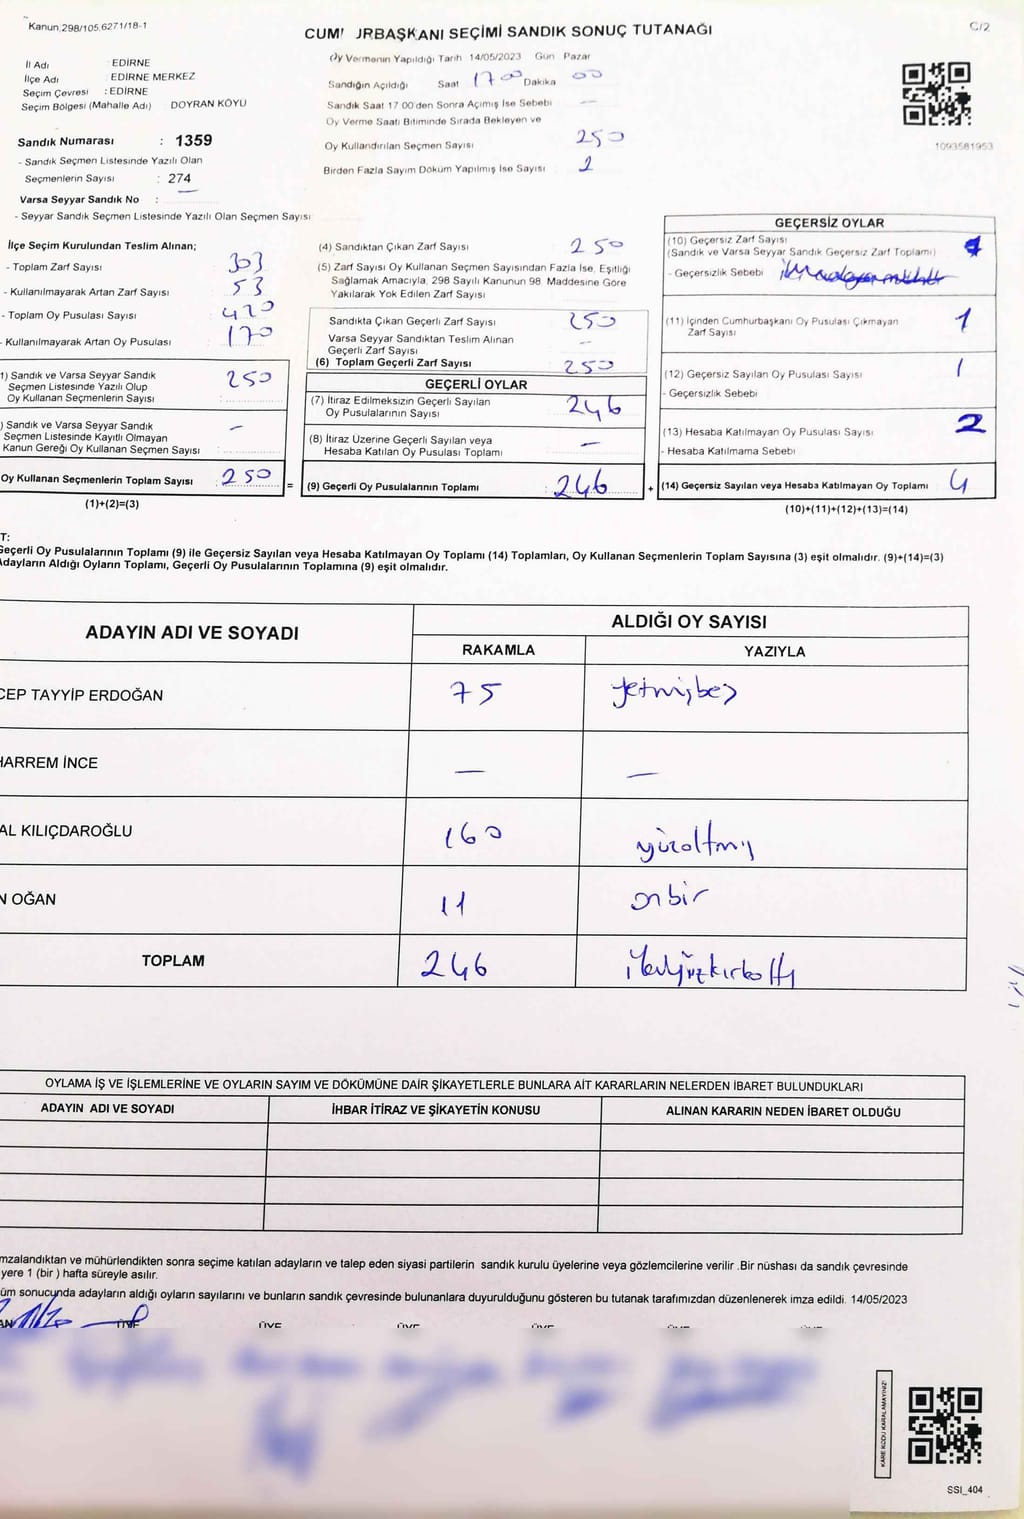 Kanun 298/105, 6271/18-1
C/2
CUM URBAŞKANI SEÇİMİ SANDIK SONUÇ TUTANAĞI
Oy Vermenin Yapıldığı Tarih 14/05/2023 Gün Pazar
İl Adı : EDİRNE
İlçe Adı : EDİRNE MERKEZ
Seçim Çevresi : EDİRNE
Seçim Bölgesi (Mahalle Adı) DOYRAN KÖYÜ
Sandığın Açıldığı Saat 17 00 Dakika 00
Sandık Saat 17 00'den Sonra Açımış İse Sebebi —
Oy Verme Saati Bitiminde Sırada Bekleyen ve
Oy Kullandırılan Seçmen Sayısı 250
Birden Fazla Sayım Döküm Yapılmış İse Sayısı 2
1093581953
Sandık Numarası : 1359
- Sandık Seçmen Listesinde Yazılı Olan
Seçmenlerin Sayısı : 274
Varsa Seyyar Sandık No : —
- Seyyar Sandık Seçmen Listesinde Yazılı Olan Seçmen Sayısı
İlçe Seçim Kurulundan Teslim Alınan;
- Toplam Zarf Sayısı 303
- Kullanılmayarak Artan Zarf Sayısı 53
- Toplam Oy Pusulası Sayısı 420
- Kullanılmayarak Artan Oy Pusulası 170
1) Sandık ve Varsa Seyyar Sandık
Seçmen Listesinde Yazılı Olup
Oy Kullanan Seçmenlerin Sayısı 250
) Sandık ve Varsa Seyyar Sandık
Seçmen Listesinde Kayıtlı Olmayan
Kanun Gereği Oy Kullanan Seçmen Sayısı —
Oy Kullanan Seçmenlerin Toplam Sayısı 250 =
(1)+(2)=(3)
(4) Sandıktan Çıkan Zarf Sayısı 250
(5) Zarf Sayısı Oy Kullanan Seçmen Sayısından Fazla İse, Eşitliği
Sağlamak Amacıyla, 298 Sayılı Kanunun 98. Maddesine Göre
Yakılarak Yok Edilen Zarf Sayısı
Sandıkta Çıkan Geçerli Zarf Sayısı 250
Varsa Seyyar Sandıktan Teslim Alınan
Geçerli Zarf Sayısı —
(6) Toplam Geçerli Zarf Sayısı 250
GEÇERLİ OYLAR
(7) İtiraz Edilmeksizin Geçerli Sayılan
Oy Pusulalarının Sayısı 246
(8) İtiraz Üzerine Geçerli Sayılan veya
Hesaba Katılan Oy Pusulası Toplamı —
(9) Geçerli Oy Pusulalarının Toplamı : 246 +
GEÇERSİZ OYLAR
(10) Geçersiz Zarf Sayısı
(Sandık ve Varsa Seyyar Sandık Geçersiz Zarf Toplamı)
- Geçersizlik Sebebi
(11) İçinden Cumhurbaşkanı Oy Pusulası Çıkmayan
Zarf Sayısı 1
(12) Geçersiz Sayılan Oy Pusulası Sayısı 1
- Geçersizlik Sebebi
(13) Hesaba Katılmayan Oy Pusulası Sayısı 2
- Hesaba Katılmama Sebebi
(14) Geçersiz Sayılan veya Hesaba Katılmayan Oy Toplamı 4
(10)+(11)+(12)+(13)=(14)
T:
Geçerli Oy Pusulalarının Toplamı (9) ile Geçersiz Sayılan veya Hesaba Katılmayan Oy Toplamı (14) Toplamları, Oy Kullanan Seçmenlerin Toplam Sayısına (3) eşit olmalıdır. (9)+(14)=(3)
Adayların Aldığı Oyların Toplamı, Geçerli Oy Pusulalarının Toplamına (9) eşit olmalıdır.
ADAYIN ADI VE SOYADI ALDIĞI OY SAYISI
RAKAMLA YAZIYLA
CEP TAYYİP ERDOĞAN 75 yetmişbeş
HARREM İNCE — —
AL KILIÇDAROĞLU 160 yüzaltmış
N OĞAN 11 onbir
TOPLAM 246 ikiyüzkırkaltı
OYLAMA İŞ VE İŞLEMLERİNE VE OYLARIN SAYIM VE DÖKÜMÜNE DAİR ŞİKAYETLERLE BUNLARA AİT KARARLARIN NELERDEN İBARET BULUNDUKLARI
ADAYIN ADI VE SOYADI İHBAR İTİRAZ VE ŞİKAYETİN KONUSU ALINAN KARARIN NEDEN İBARET OLDUĞU
mzalandıktan ve mühürlendikten sonra seçime katılan adayların ve talep eden siyasi partilerin sandık kurulu üyelerine veya gözlemcilerine verilir .Bir nüshası da sandık çevresinde
yere 1 (bir ) hafta süreyle asılır.
üm sonucunda adayların aldığı oyların sayılarını ve bunların sandık çevresinde bulunanlara duyurulduğunu gösteren bu tutanak tarafımızdan düzenlenerek imza edildi. 14/05/2023
AN ÜYE ÜYE ÜYE ÜYE ÜYE ÜYE
KARE KODU KARALAMAYINIZ!
SSI_404